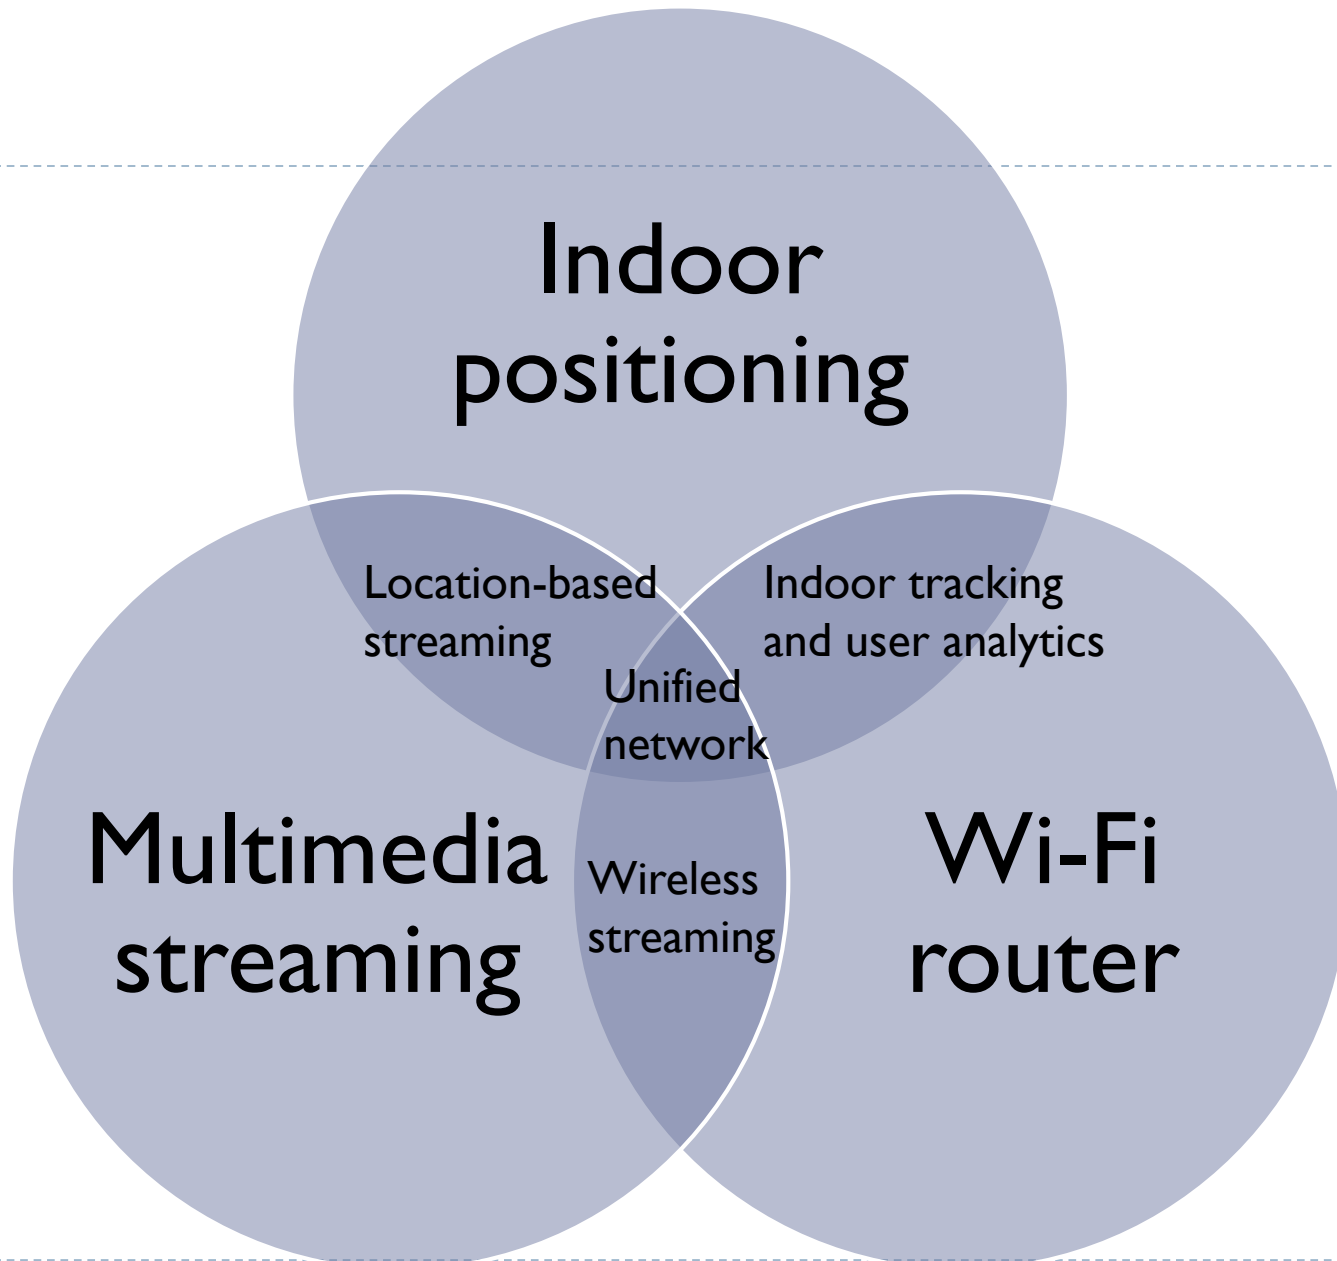 Indoor
positioning
Location-based
streaming
Indoor tracking
and user analytics
Unified
network
Multimedia
streaming
Wireless
streaming
Wi-Fi
router